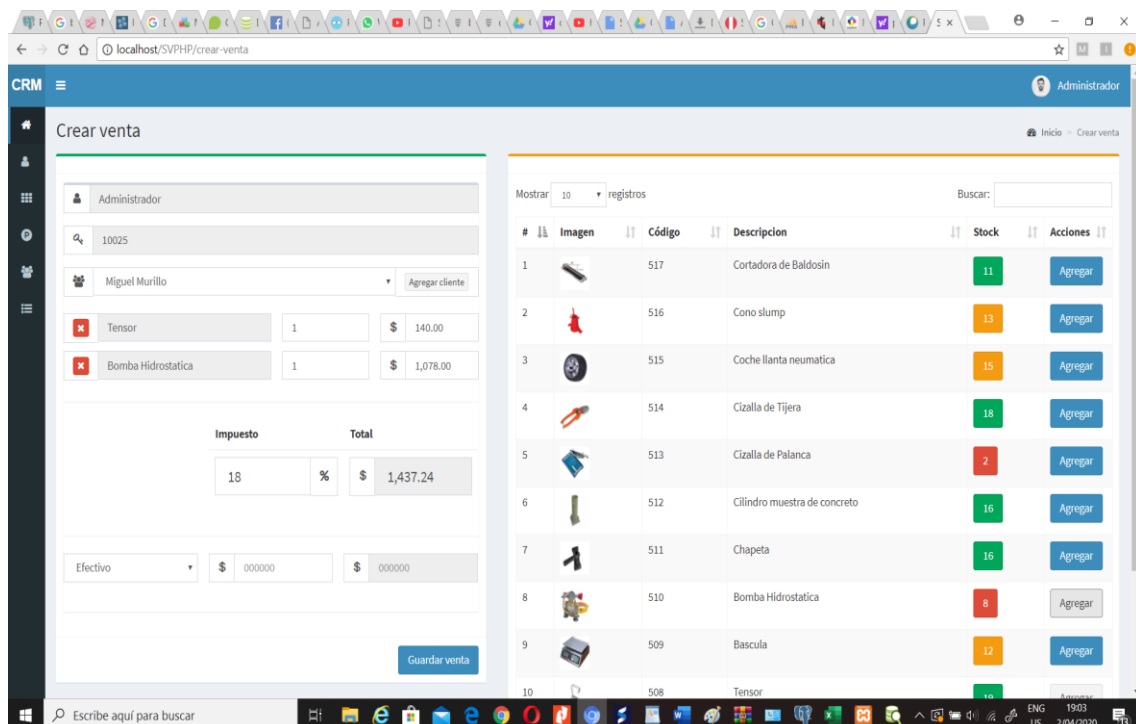 localhost/SVPHP/crear-venta
CRM
Administrador
Crear venta
Inicio > Crear venta
Administrador
10025
Miguel Murillo
Agregar cliente
Tensor 1 $ 140.00
Bomba Hidrostatica 1 $ 1,078.00
Impuesto Total
18 % $ 1,437.24
Efectivo $ 000000 $ 000000
Guardar venta
Mostrar 10 registros Buscar:
# Imagen Código Descripcion Stock Acciones
1 517 Cortadora de Baldosin 11 Agregar
2 516 Cono slump 13 Agregar
3 515 Coche llanta neumatica 15 Agregar
4 514 Cizalla de Tijera 18 Agregar
5 513 Cizalla de Palanca 2 Agregar
6 512 Cilindro muestra de concreto 16 Agregar
7 511 Chapeta 16 Agregar
8 510 Bomba Hidrostatica 8 Agregar
9 509 Bascula 12 Agregar
10 508 Tensor 19 Agregar
Escribe aquí para buscar
ENG 19:03
US 2/04/2020